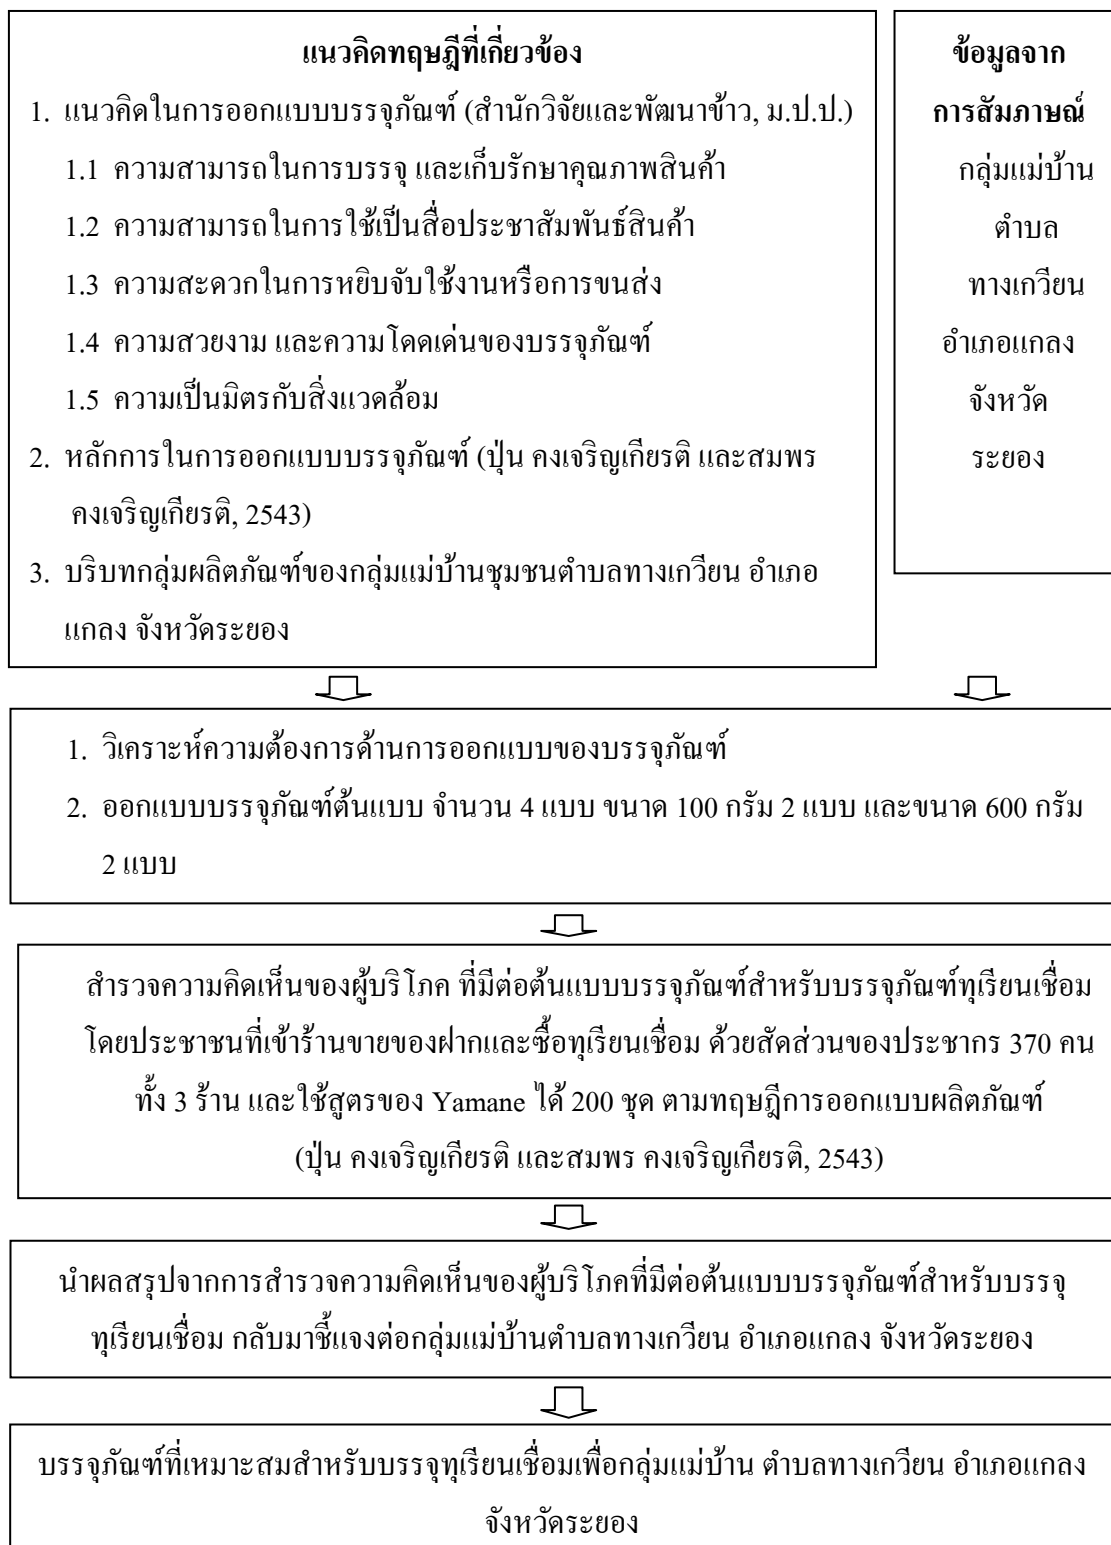 แนวคิดทฤษฎีที่เกี่ยวข้อง
1. แนวคิดในการออกแบบบรรจุภัณฑ์ (สำนักวิจัยและพัฒนาข้าว, ม.ป.ป.)
1.1 ความสามารถในการบรรจุ และเก็บรักษาคุณภาพสินค้า
1.2 ความสามารถในการใช้เป็นสื่อประชาสัมพันธ์สินค้า
1.3 ความสะดวกในการหยิบจับใช้งานหรือการขนส่ง
1.4 ความสวยงาม และความโดดเด่นของบรรจุภัณฑ์
1.5 ความเป็นมิตรกับสิ่งแวดล้อม
2. หลักการในการออกแบบบรรจุภัณฑ์ (ปุ่น คงเจริญเกียรติ และสมพร
คงเจริญเกียรติ, 2543)
3. บริบทกลุ่มผลิตภัณฑ์ของกลุ่มแม่บ้านชุมชนตำบลทางเกวียน อำเภอ
แกลง จังหวัดระยอง
ข้อมูลจาก
การสัมภาษณ์
กลุ่มแม่บ้าน
ตำบล
ทางเกวียน
อำเภอแกลง
จังหวัด
ระยอง
1. วิเคราะห์ความต้องการด้านการออกแบบของบรรจุภัณฑ์
2. ออกแบบบรรจุภัณฑ์ต้นแบบ จำนวน 4 แบบ ขนาด 100 กรัม 2 แบบ และขนาด 600 กรัม
2 แบบ
สำรวจความคิดเห็นของผู้บริโภค ที่มีต่อต้นแบบบรรจุภัณฑ์สำหรับบรรจุภัณฑ์ทุเรียนเชื่อม
โดยประชาชนที่เข้าร้านขายของฝากและซื้อทุเรียนเชื่อม ด้วยสัดส่วนของประชากร 370 คน
ทั้ง 3 ร้าน และใช้สูตรของ Yamane ได้ 200 ชุด ตามทฤษฎีการออกแบบผลิตภัณฑ์
(ปุ่น คงเจริญเกียรติ และสมพร คงเจริญเกียรติ, 2543)
นำผลสรุปจากการสำรวจความคิดเห็นของผู้บริโภคที่มีต่อต้นแบบบรรจุภัณฑ์สำหรับบรรจุ
ทุเรียนเชื่อม กลับมาชี้แจงต่อกลุ่มแม่บ้านตำบลทางเกวียน อำเภอแกลง จังหวัดระยอง
บรรจุภัณฑ์ที่เหมาะสมสำหรับบรรจุทุเรียนเชื่อมเพื่อกลุ่มแม่บ้าน ตำบลทางเกวียน อำเภอแกลง
จังหวัดระยอง